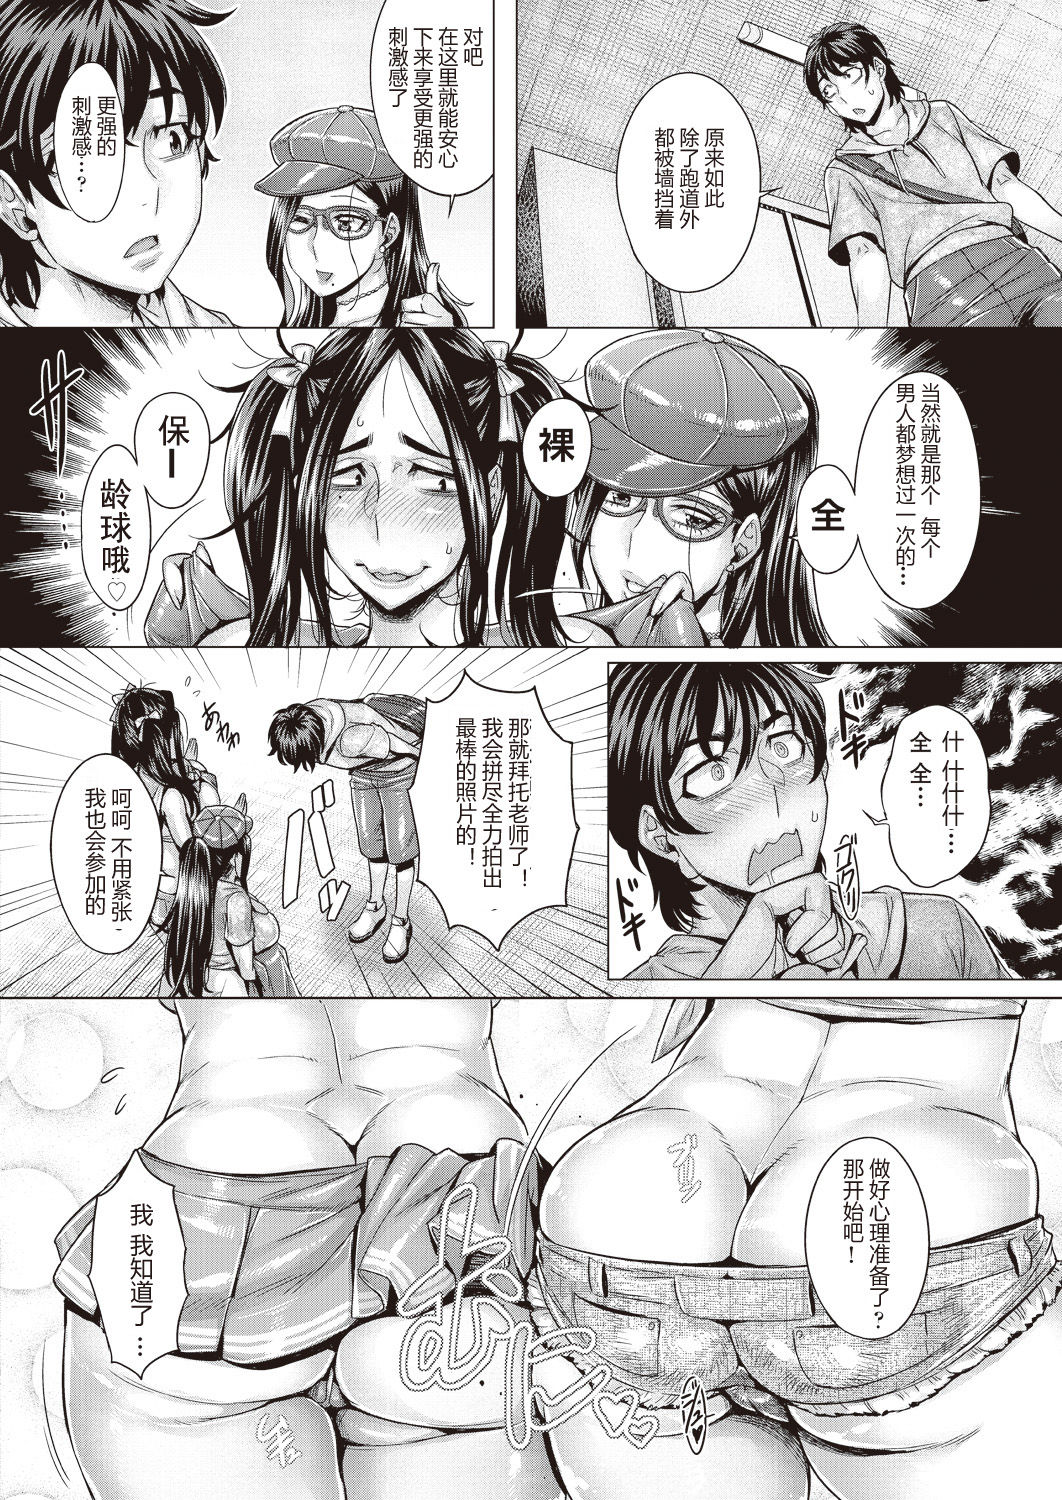 原来如此
除了跑道外
都被墙挡着
对吧
在这里就能安心
下来享受更强的
刺激感了
更强的
刺激感…?
当然就是那个 每个
男人都梦想过一次的…
全
裸
保ー
龄球哦♡
什 什什什…
全 全…
ドキ
ドキ
ゴクリ
那就拜托老师了!
我会拼尽全力拍出
最棒的照片的!
あわわ
呵呵 不用紧张
我也会参加的
做好心理准备了?
那开始吧!
我 我知道了…